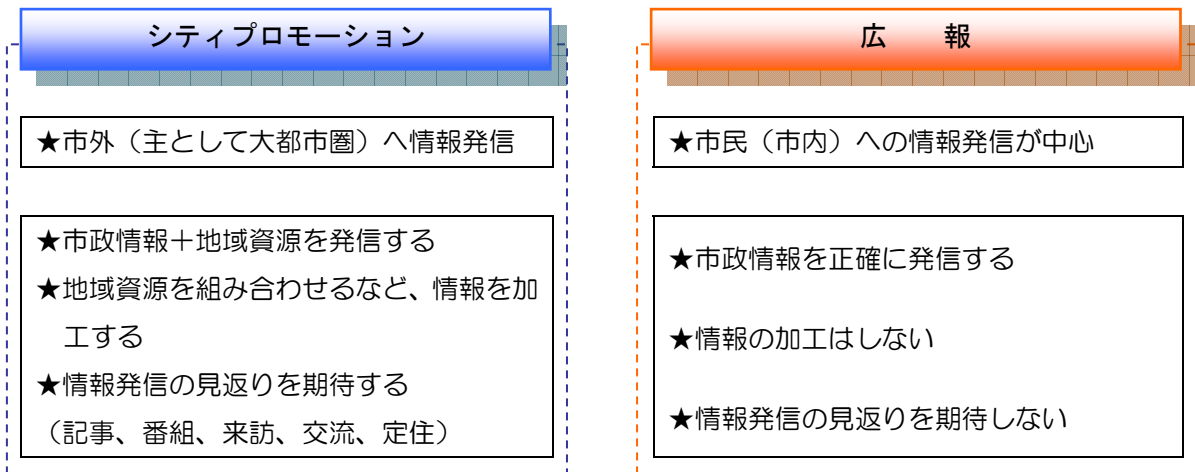 シティプロモーション
★市外（主として大都市圏）へ情報発信
★市政情報＋地域資源を発信する
★地域資源を組み合わせるなど、情報を加
工する
★情報発信の見返りを期待する
（記事、番組、来訪、交流、定住）
広　　報
★市民（市内）への情報発信が中心
★市政情報を正確に発信する
★情報の加工はしない
★情報発信の見返りを期待しない